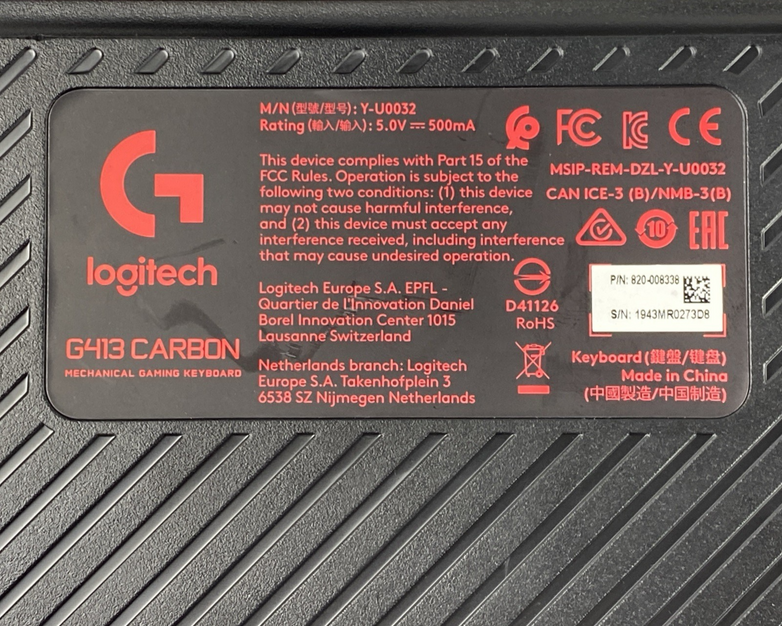 G
logitech
G413 CARBON
MECHANICAL GAMING KEYBOARD
M/N (型號/型号): Y-U0032
Rating (輸入/输入): 5.0V ⎓ 500mA
This device complies with Part 15 of the
FCC Rules. Operation is subject to the
following two conditions: (1) this device
may not cause harmful interference,
and (2) this device must accept any
interference received, including interference
that may cause undesired operation.
Logitech Europe S.A. EPFL -
Quartier de l'Innovation Daniel
Borel Innovation Center 1015
Lausanne Switzerland
Netherlands branch: Logitech
Europe S.A. Takenhofplein 3
6538 SZ Nijmegen Netherlands
FC CE
MSIP-REM-DZL-Y-U0032
CAN ICE-3 (B)/NMB-3(B)
10 EAC
D41126
RoHS
P/N: 820-008338
S/N: 1943MR0273D8
Keyboard (鍵盤/键盘)
Made in China
(中國製造/中国制造)